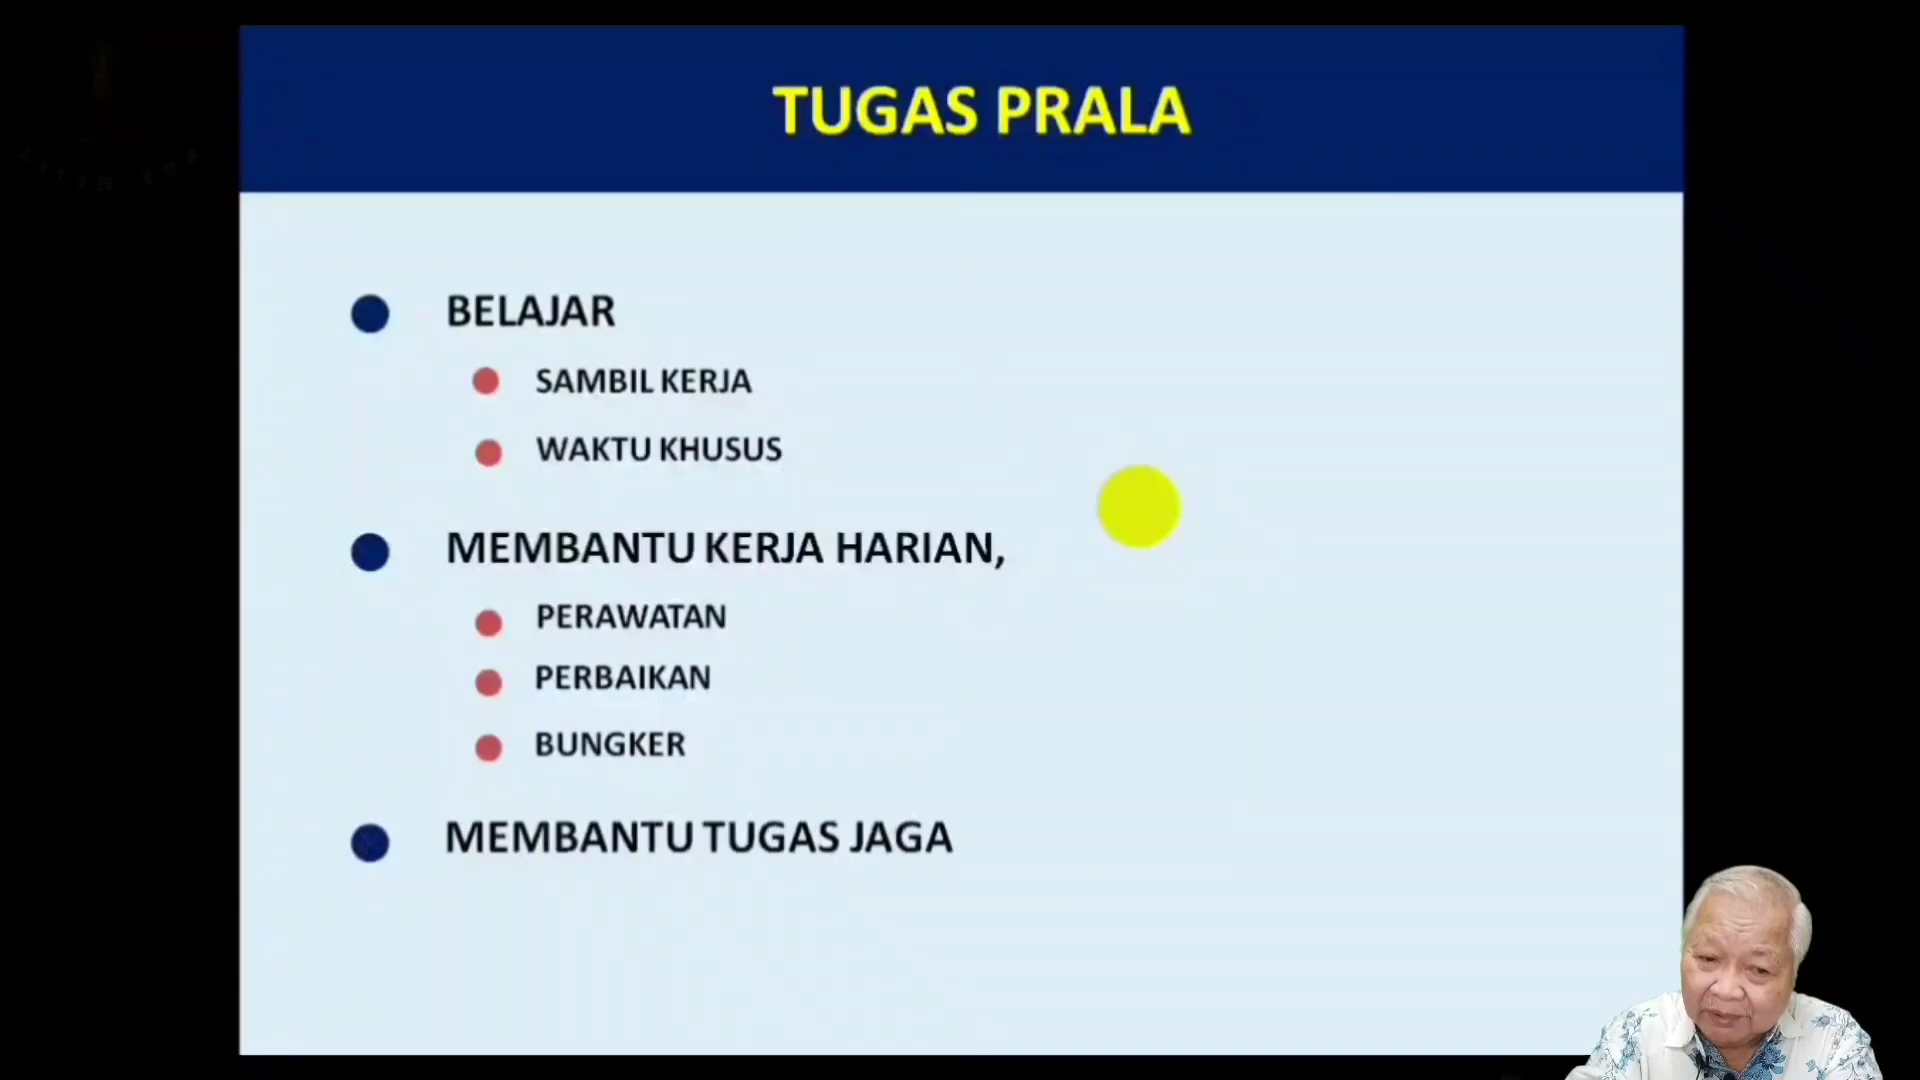 TUGAS PRALA
BELAJAR
SAMBIL KERJA
WAKTU KHUSUS
MEMBANTU KERJA HARIAN,
PERAWATAN
PERBAIKAN
BUNGKER
MEMBANTU TUGAS JAGA